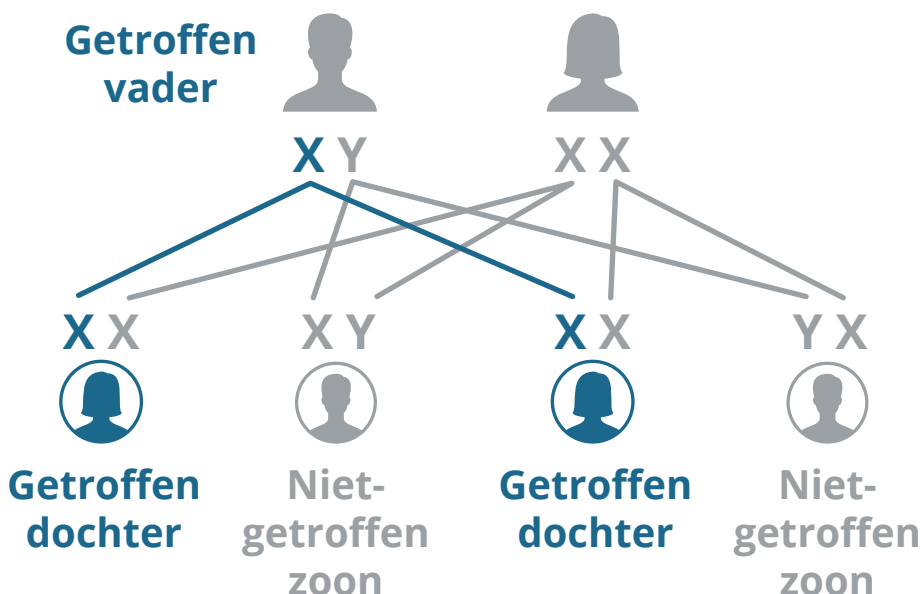 Getroffen
vader
X Y
X X
X X
X Y
X X
Y X
Getroffen
dochter
Niet-
getroffen
zoon
Getroffen
dochter
Niet-
getroffen
zoon